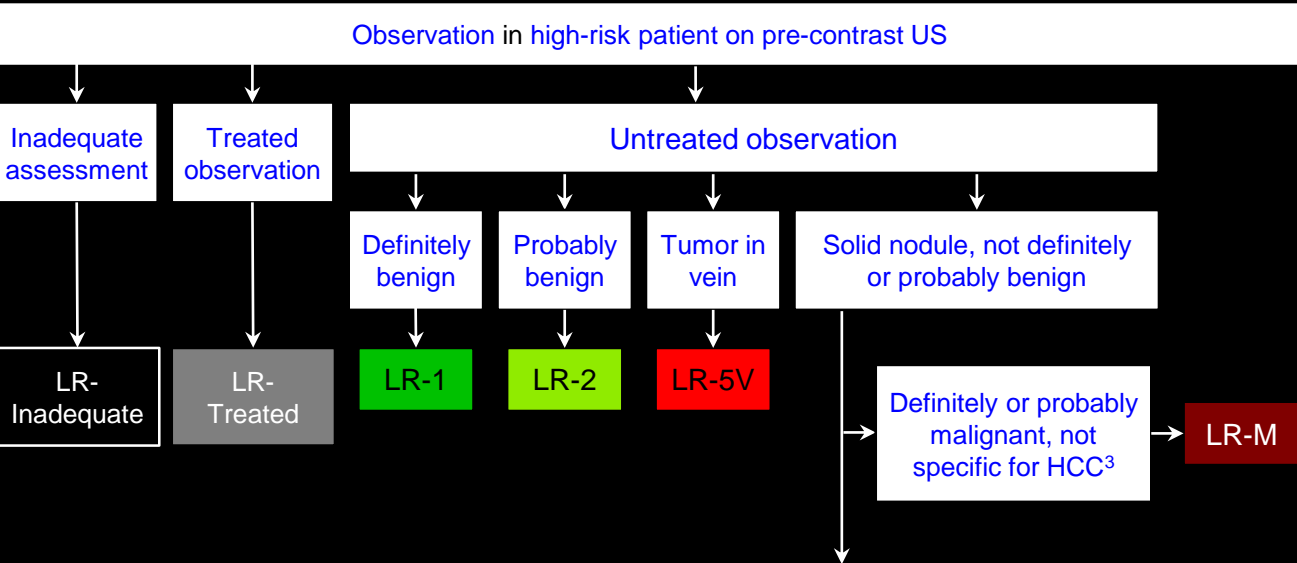 Observation in high-risk patient on pre-contrast US
Inadequate
assessment
Treated
observation
Untreated observation
Definitely
benign
Probably
benign
Tumor in
vein
Solid nodule, not definitely
or probably benign
LR-
Inadequate
LR-
Treated
LR-1
LR-2
LR-5V
Definitely or probably
malignant, not
specific for HCC³
LR-M